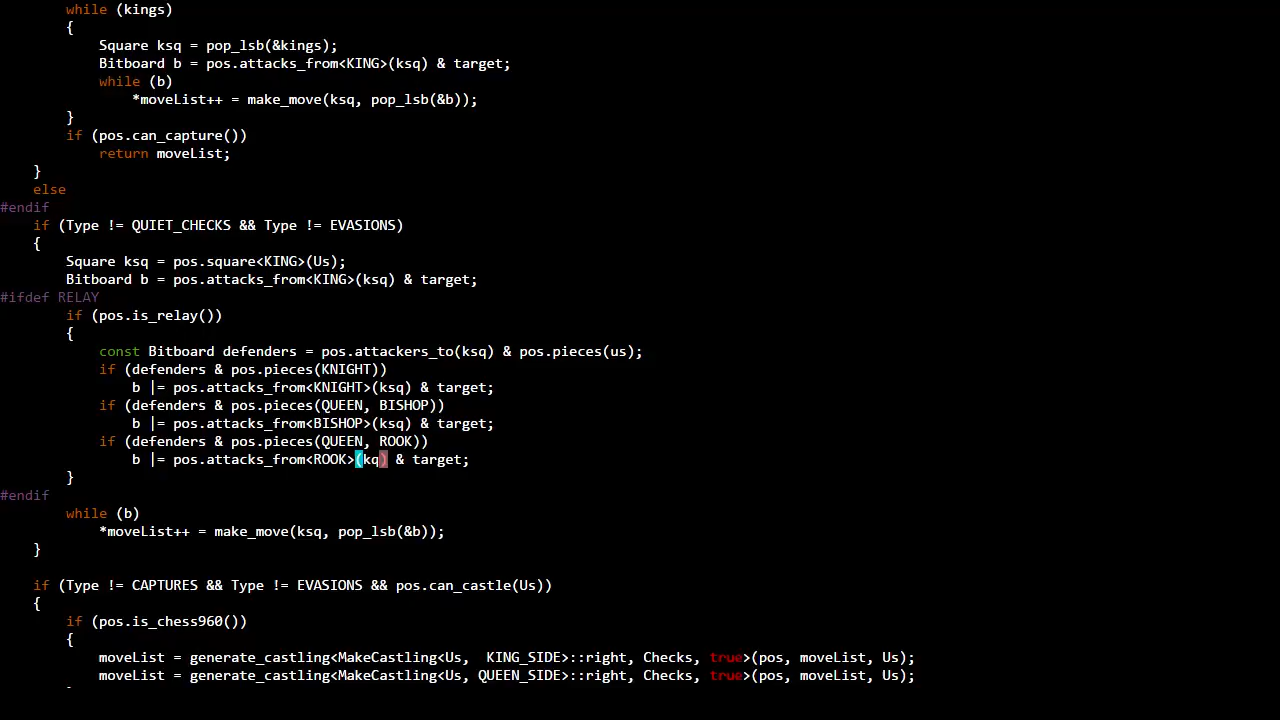 while (kings)
{
Square ksq = pop_lsb(&kings);
Bitboard b = pos.attacks_from<KING>(ksq) & target;
while (b)
*moveList++ = make_move(ksq, pop_lsb(&b));
}
if (pos.can_capture())
return moveList;
}
else
#endif
if (Type != QUIET_CHECKS && Type != EVASIONS)
{
Square ksq = pos.square<KING>(Us);
Bitboard b = pos.attacks_from<KING>(ksq) & target;
#ifdef RELAY
if (pos.is_relay())
{
const Bitboard defenders = pos.attackers_to(ksq) & pos.pieces(us);
if (defenders & pos.pieces(KNIGHT))
b |= pos.attacks_from<KNIGHT>(ksq) & target;
if (defenders & pos.pieces(QUEEN, BISHOP))
b |= pos.attacks_from<BISHOP>(ksq) & target;
if (defenders & pos.pieces(QUEEN, ROOK))
b |= pos.attacks_from<ROOK>(kq) & target;
}
#endif
while (b)
*moveList++ = make_move(ksq, pop_lsb(&b));
}
if (Type != CAPTURES && Type != EVASIONS && pos.can_castle(Us))
{
if (pos.is_chess960())
{
moveList = generate_castling<MakeCastling<Us,  KING_SIDE>::right, Checks, true>(pos, moveList, Us);
moveList = generate_castling<MakeCastling<Us, QUEEN_SIDE>::right, Checks, true>(pos, moveList, Us);